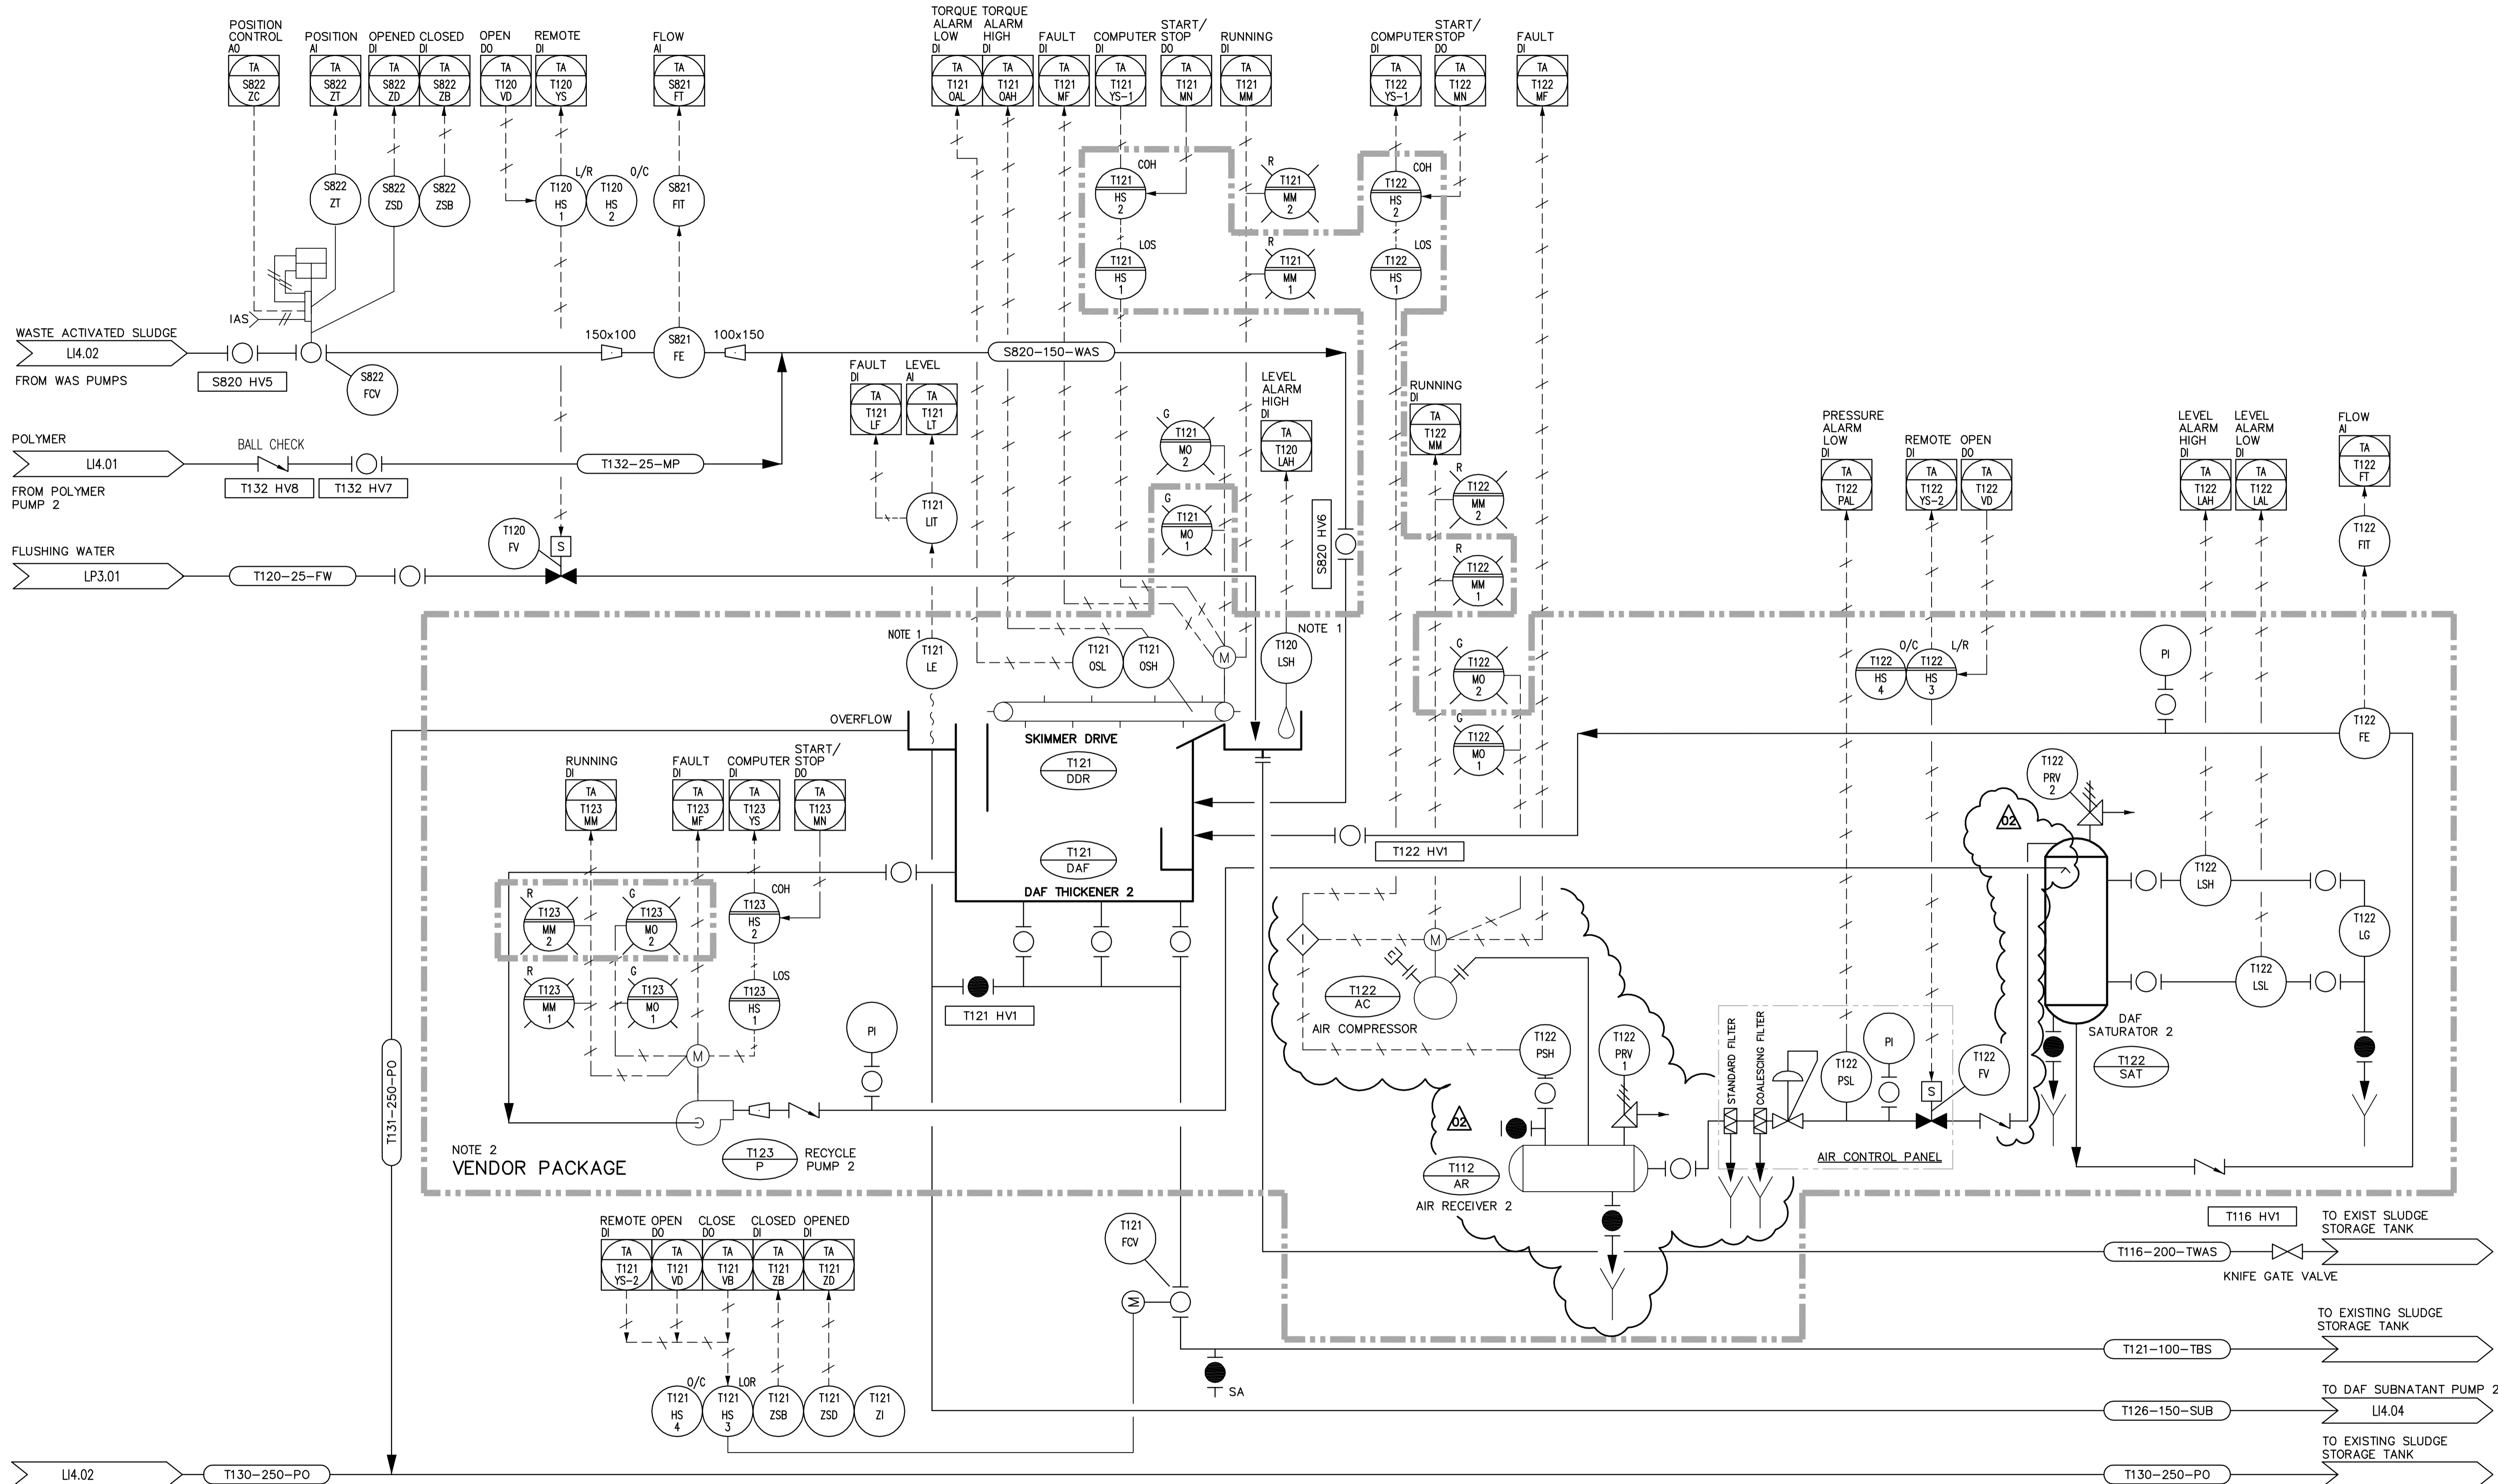 POSITION
CONTROL
AO
TA
S822
ZC
POSITION
AI
TA
S822
ZT
OPENED
DI
TA
S822
ZD
CLOSED
DI
TA
S822
ZB
OPEN
DO
TA
T120
VD
REMOTE
DI
TA
T120
YS
FLOW
AI
TA
S821
FT
TORQUE
ALARM
LOW
DI
TA
T121
OAL
TORQUE
ALARM
HIGH
DI
TA
T121
OAH
FAULT
DI
TA
T121
MF
COMPUTER
DI
TA
T121
YS-1
START/
STOP
DO
TA
T121
MN
RUNNING
DI
TA
T121
MM
COMPUTER
DI
TA
T122
YS-1
START/
STOP
DO
TA
T122
MN
FAULT
DI
TA
T122
MF
S822
ZT
S822
ZSD
S822
ZSB
L/R
T120
HS
1
O/C
T120
HS
2
S821
FIT
COH
T121
HS
2
R
T121
MM
2
COH
T122
HS
2
LOS
T121
HS
1
R
T121
MM
1
LOS
T122
HS
1
IAS
WASTE ACTIVATED SLUDGE
LI4.02
FROM WAS PUMPS
S820 HV5
S822
FCV
150x100
S821
FE
100x150
S820-150-WAS
FAULT
DI
TA
T121
LF
LEVEL
AI
TA
T121
LT
LEVEL
ALARM
HIGH
DI
TA
T120
LAH
RUNNING
DI
TA
T122
MM
PRESSURE
ALARM
LOW
DI
TA
T122
PAL
REMOTE
DI
TA
T122
YS-2
OPEN
DO
TA
T122
VD
LEVEL
ALARM
HIGH
DI
TA
T122
LAH
LEVEL
ALARM
LOW
DI
TA
T122
LAL
FLOW
AI
TA
T122
FT
POLYMER
LI4.01
FROM POLYMER
PUMP 2
BALL CHECK
T132 HV8
T132 HV7
T132-25-MP
T121
LIT
G
T121
MO
2
G
T121
MO
1
S820 HV6
R
T122
MM
2
R
T122
MM
1
T122
FIT
FLUSHING WATER
LP3.01
T120-25-FW
T120
FV
S
NOTE 1
T121
LE
T121
OSL
T121
OSH
M
T120
LSH
NOTE 1
G
T122
MO
2
G
T122
MO
1
O/C
T122
HS
4
L/R
T122
HS
3
PI
T122
FE
OVERFLOW
SKIMMER DRIVE
T121
DDR
T121
DAF
DAF THICKENER 2
RUNNING
DI
TA
T123
MM
FAULT
DI
TA
T123
MF
COMPUTER
DI
TA
T123
YS
START/
STOP
DO
TA
T123
MN
R
T123
MM
2
G
T123
MO
2
COH
T123
HS
2
R
T123
MM
1
G
T123
MO
1
LOS
T123
HS
1
M
PI
T121 HV1
T122 HV1
T122
PRV
2
02
T122
LSH
T122
LG
T122
LSL
I
M
T122
AC
AIR COMPRESSOR
T122
PSH
T122
PRV
1
STANDARD FILTER
COALESCING FILTER
T122
PSL
PI
S
T122
FV
DAF
SATURATOR 2
T122
SAT
AIR CONTROL PANEL
02
T112
AR
AIR RECEIVER 2
T131-250-PO
NOTE 2
VENDOR PACKAGE
T123
P
RECYCLE
PUMP 2
REMOTE
DI
TA
T121
YS-2
OPEN
DO
TA
T121
VD
CLOSE
DO
TA
T121
VB
CLOSED
DI
TA
T121
ZB
OPENED
DI
TA
T121
ZD
T121
FCV
M
O/C
T121
HS
4
LOR
T121
HS
3
T121
ZSB
T121
ZSD
T121
ZI
SA
T116 HV1
TO EXIST SLUDGE
STORAGE TANK
T116-200-TWAS
KNIFE GATE VALVE
TO EXISTING SLUDGE
STORAGE TANK
T121-100-TBS
TO DAF SUBNATANT PUMP 2
T126-150-SUB
LI4.04
TO EXISTING SLUDGE
STORAGE TANK
LI4.02
T130-250-PO
T130-250-PO